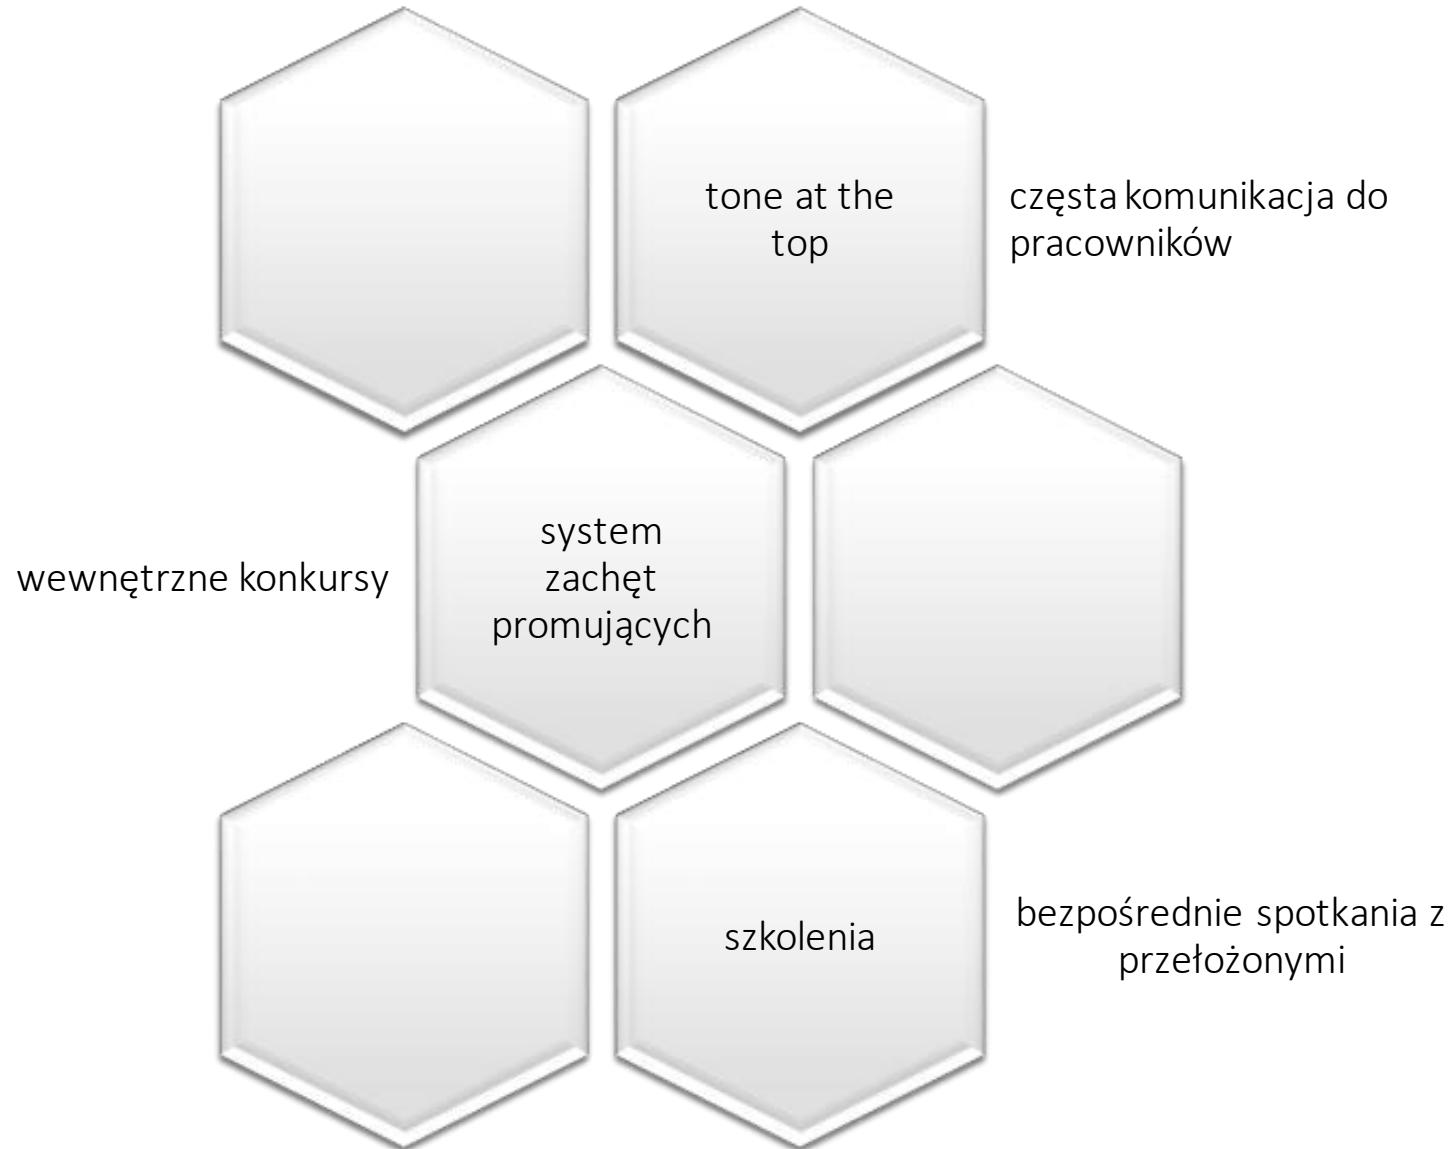 tone at the
top
częsta komunikacja do
pracowników
wewnętrzne konkursy
system
zachęt
promujących
szkolenia
bezpośrednie spotkania z
przełożonymi